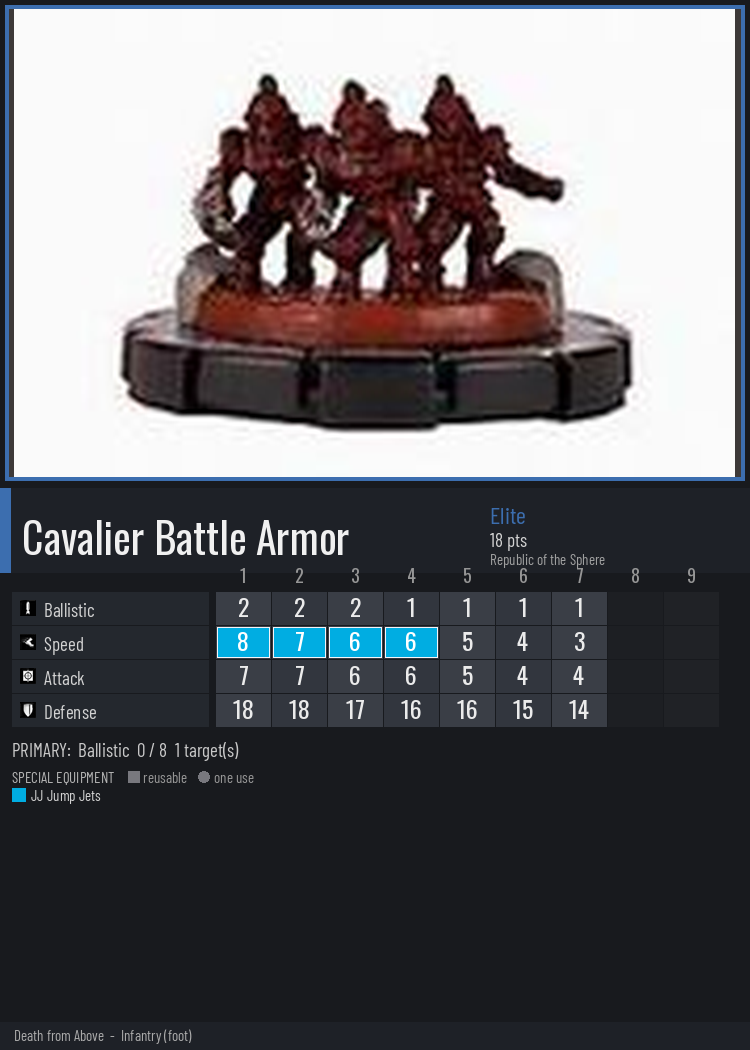 Cavalier Battle Armor
Elite
18 pts
Republic of the Sphere
1 2 3 4 5 6 7 8 9
Ballistic 2 2 2 1 1 1 1
Speed 8 7 6 6 5 4 3
Attack 7 7 6 6 5 4 4
Defense 18 18 17 16 16 15 14
PRIMARY: Ballistic 0 / 8 1 target(s)
SPECIAL EQUIPMENT reusable one use
JJ Jump Jets
Death from Above - Infantry (foot)